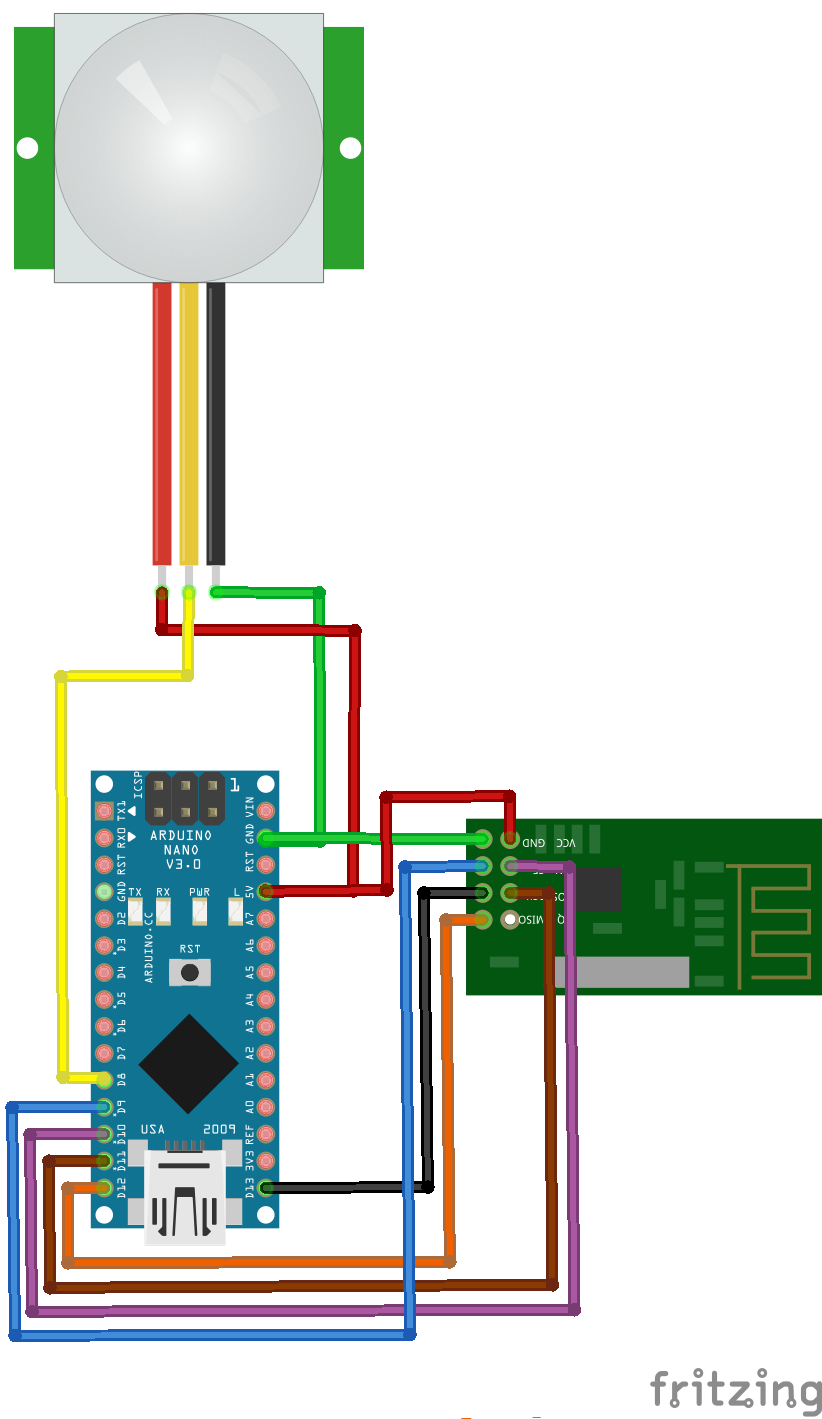 ICSP
1
TX1
RX0
RST
GND
D2
D3
D4
D5
D6
D7
D8
D9
D10
D11
D12
ARDUINO
NANO
V3.0
TX RX PWR L
ARDUINO.CC
RST
USA 2009
VIN
GND
RST
5V
A7
A6
A5
A4
A3
A2
A1
A0
REF
3V3
D13
GND VCC
MISO
fritzing